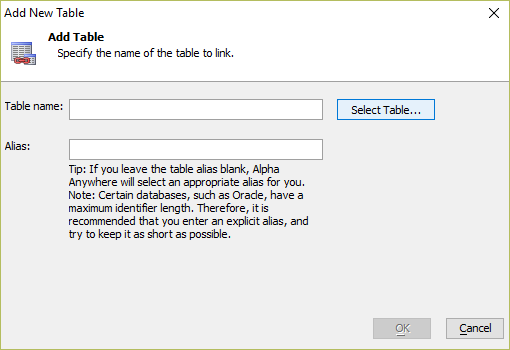 Add New Table
Add Table
Specify the name of the table to link.
Table name:
Select Table...
Alias:
Tip: If you leave the table alias blank, Alpha
Anywhere will select an appropriate alias for you.
Note: Certain databases, such as Oracle, have a
maximum identifier length. Therefore, it is
recommended that you enter an explicit alias, and
try to keep it as short as possible.
OK
Cancel